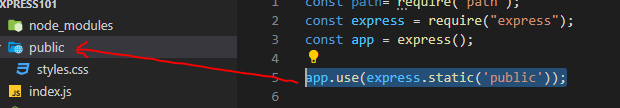 XPRESS101
node_modules
public
styles.css
JS index.js
1 const path= require("path");
2 const express = require("express");
3 const app = express();
4
5 app.use(express.static('public'));
6